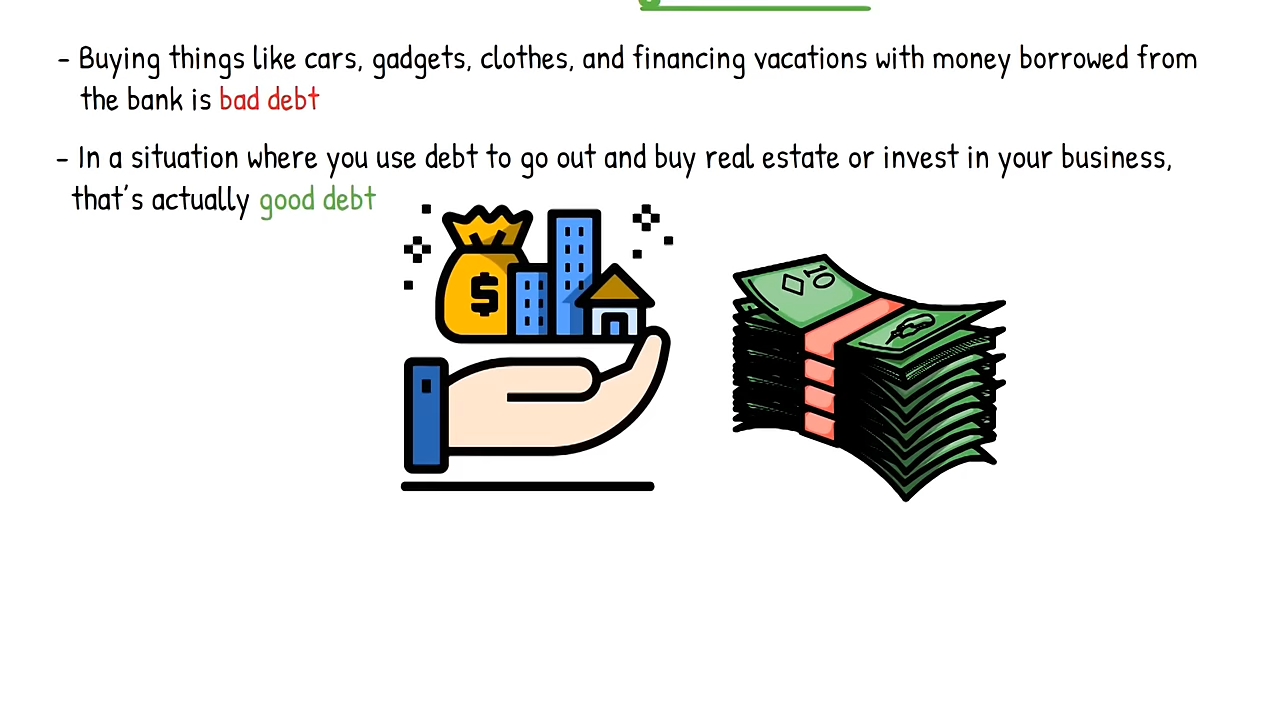 - Buying things like cars, gadgets, clothes, and financing vacations with money borrowed from
the bank is bad debt
- In a situation where you use debt to go out and buy real estate or invest in your business,
that's actually good debt
$
10